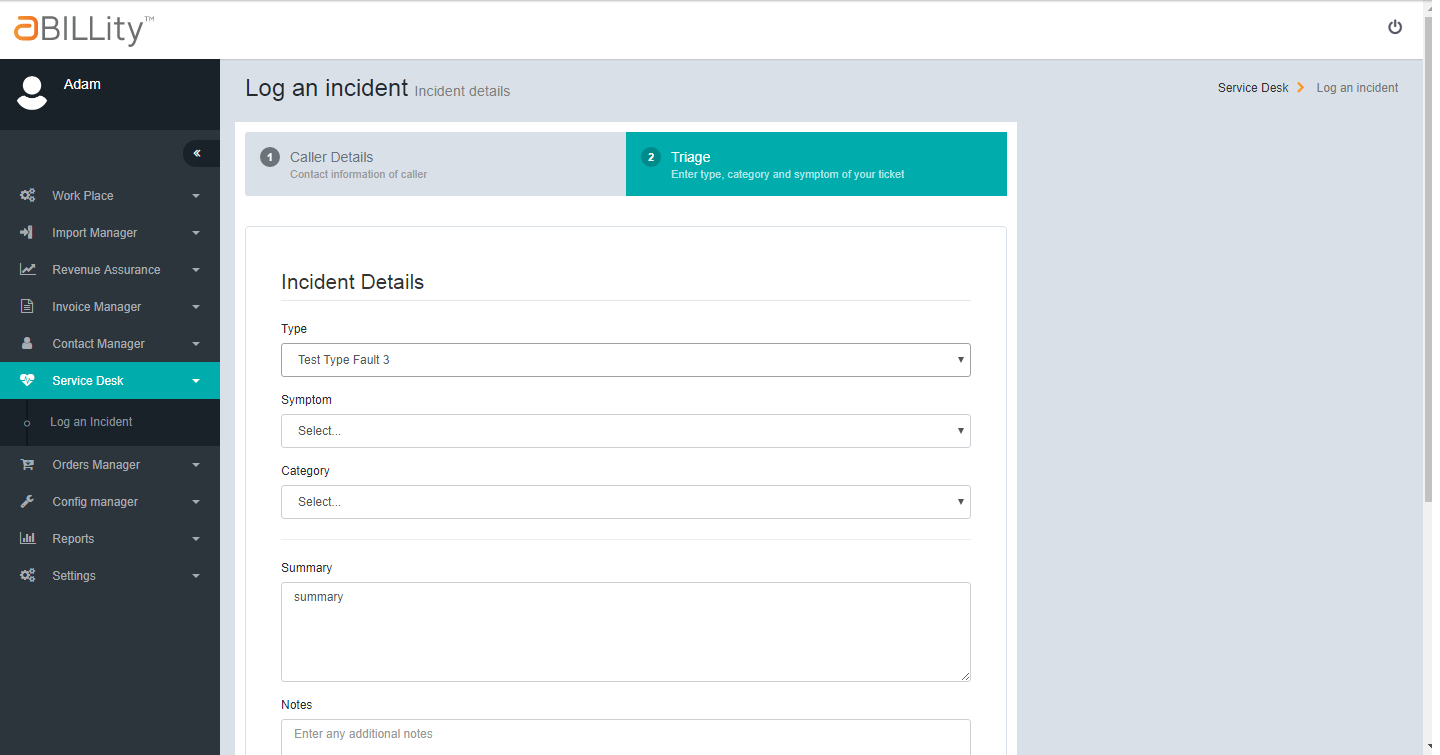 aBILLity™
Adam
«
Work Place
Import Manager
Revenue Assurance
Invoice Manager
Contact Manager
Service Desk
Log an Incident
Orders Manager
Config manager
Reports
Settings
Log an incident Incident details
Service Desk Log an incident
1 Caller Details
Contact information of caller
2 Triage
Enter type, category and symptom of your ticket
Incident Details
Type
Test Type Fault 3
Symptom
Select...
Category
Select...
Summary
summary
Notes
Enter any additional notes